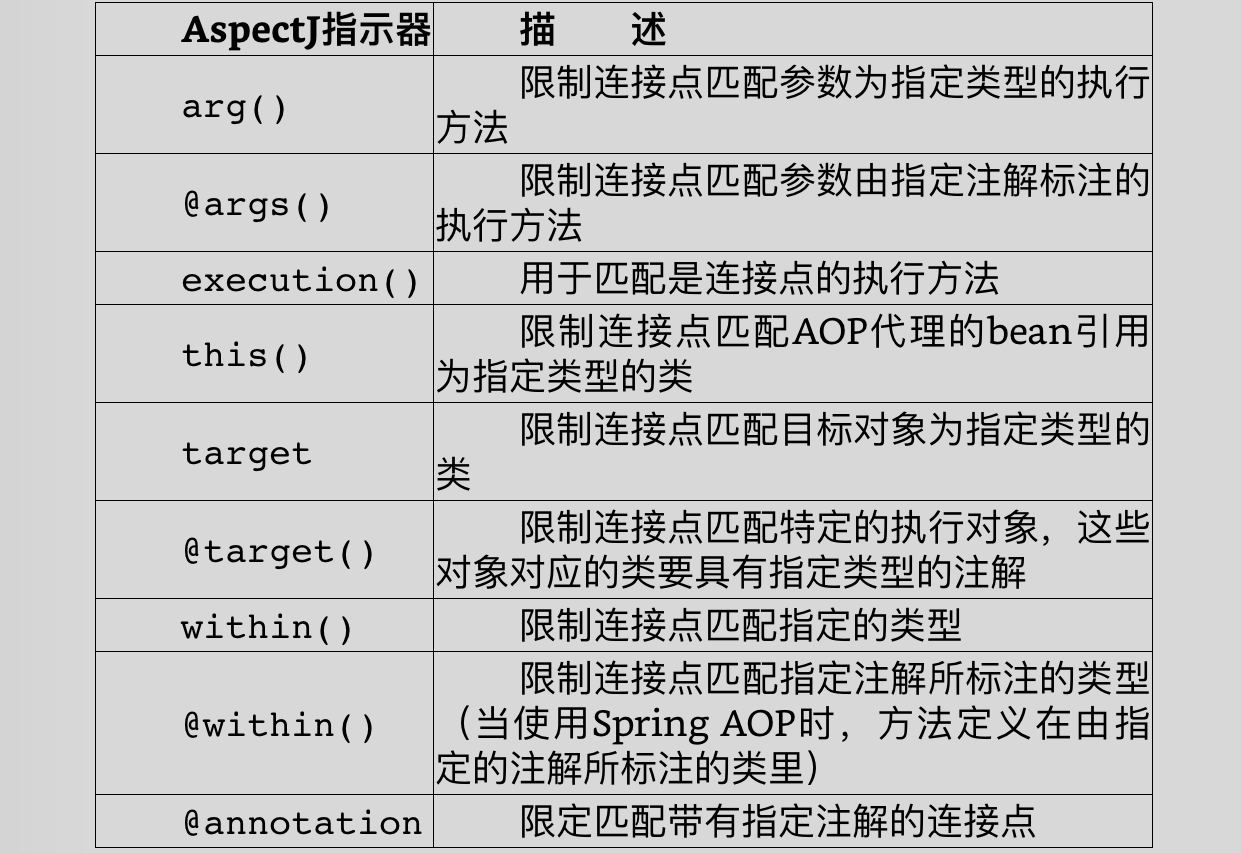 AspectJ指示器 描 述
arg() 限制连接点匹配参数为指定类型的执行
方法
@args() 限制连接点匹配参数由指定注解标注的
执行方法
execution() 用于匹配是连接点的执行方法
this() 限制连接点匹配AOP代理的bean引用
为指定类型的类
target 限制连接点匹配目标对象为指定类型的
类
@target() 限制连接点匹配特定的执行对象，这些
对象对应的类要具有指定类型的注解
within() 限制连接点匹配指定的类型
@within() 限制连接点匹配指定注解所标注的类型
（当使用Spring AOP时，方法定义在由指
定的注解所标注的类里）
@annotation 限定匹配带有指定注解的连接点